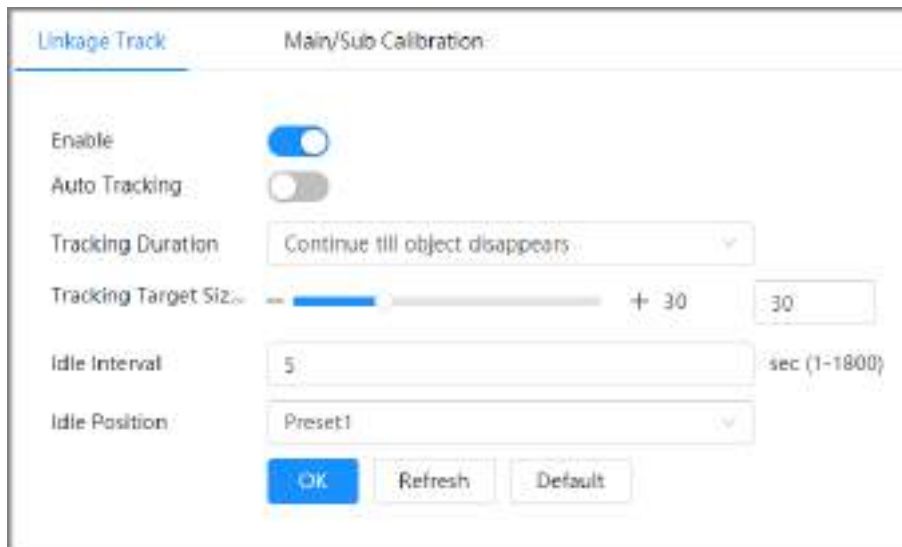 Linkage Track Main/Sub Calibration
Enable
Auto Tracking
Tracking Duration Continue till object disappears
Tracking Target Siz... − + 30 30
Idle Interval 5 sec (1-1800)
Idle Position Preset1
OK Refresh Default